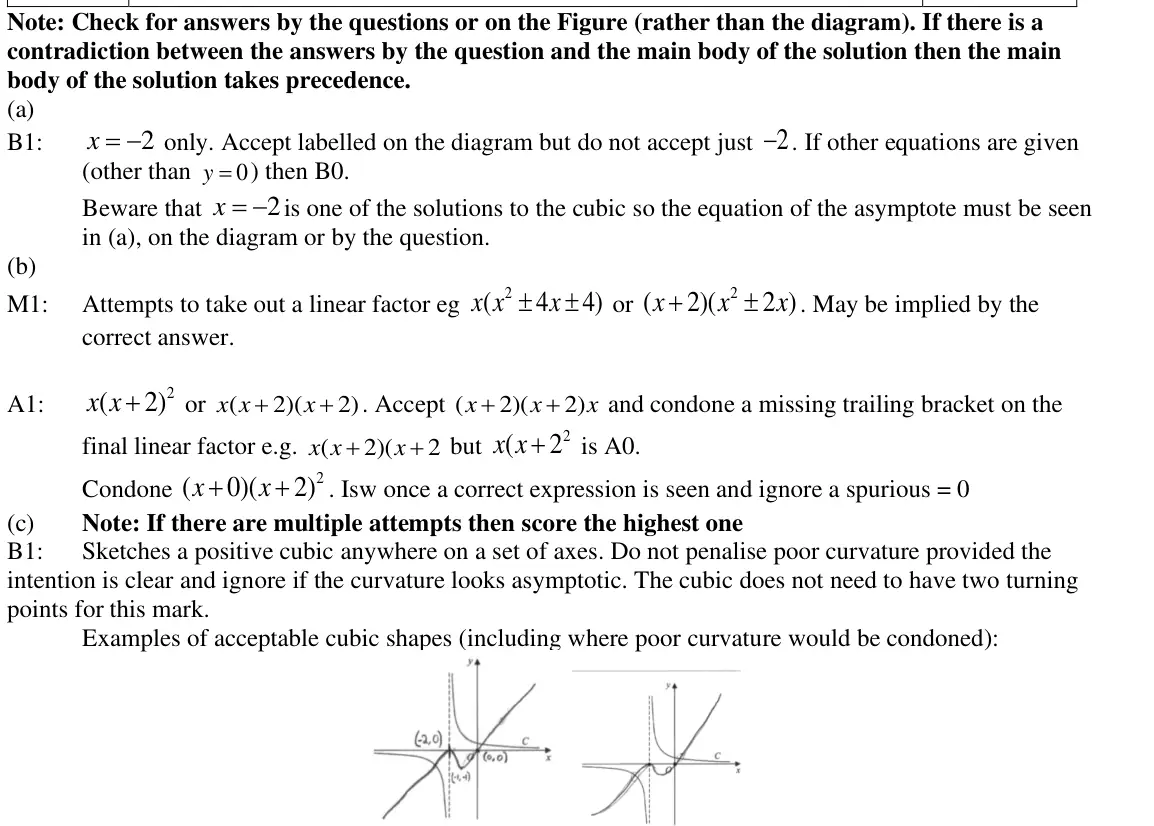 Note: Check for answers by the questions or on the Figure (rather than the diagram). If there is a
contradiction between the answers by the question and the main body of the solution then the main
body of the solution takes precedence.
(a)
B1: x = −2 only. Accept labelled on the diagram but do not accept just −2. If other equations are given
(other than y = 0) then B0.
Beware that x = −2 is one of the solutions to the cubic so the equation of the asymptote must be seen
in (a), on the diagram or by the question.
(b)
M1: Attempts to take out a linear factor eg x(x² ± 4x ± 4) or (x + 2)(x² ± 2x). May be implied by the
correct answer.
A1: x(x + 2)² or x(x + 2)(x + 2). Accept (x + 2)(x + 2)x and condone a missing trailing bracket on the
final linear factor e.g. x(x + 2)(x + 2 but x(x + 2² is A0.
Condone (x + 0)(x + 2)². Isw once a correct expression is seen and ignore a spurious = 0
(c) Note: If there are multiple attempts then score the highest one
B1: Sketches a positive cubic anywhere on a set of axes. Do not penalise poor curvature provided the
intention is clear and ignore if the curvature looks asymptotic. The cubic does not need to have two turning
points for this mark.
Examples of acceptable cubic shapes (including where poor curvature would be condoned):
y
(-2,0)
C
O
(0,0)
x
(-1,-1)
y
C
O
x